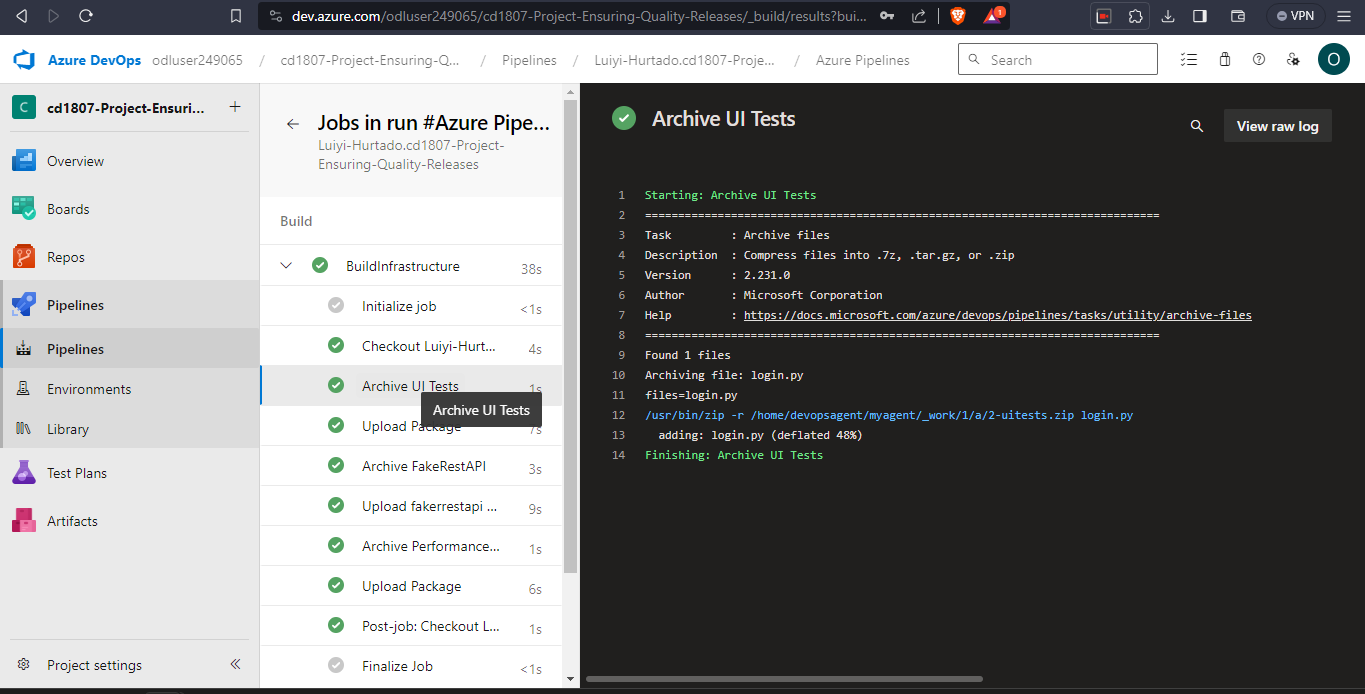 dev.azure.com/odluser249065/cd1807-Project-Ensuring-Quality-Releases/_build/results?bui...
1
VPN
Azure DevOps odluser249065 / cd1807-Project-Ensuring-Q... / Pipelines / Luiyi-Hurtado.cd1807-Proje... / Azure Pipelines
Search
O
C cd1807-Project-Ensuri... +
Overview
Boards
Repos
Pipelines
Pipelines
Environments
Library
Test Plans
Artifacts
Project settings
Jobs in run #Azure Pipe...
Luiyi-Hurtado.cd1807-Project-
Ensuring-Quality-Releases
Build
BuildInfrastructure 38s
Initialize job <1s
Checkout Luiyi-Hurt... 4s
Archive UI Tests 1s
Archive UI Tests
Upload Package 7s
Archive FakeRestAPI 3s
Upload fakerrestapi ... 9s
Archive Performance... 1s
Upload Package 6s
Post-job: Checkout L... 1s
Finalize Job <1s
Archive UI Tests
View raw log
1 Starting: Archive UI Tests
2 ==============================================================================
3 Task : Archive files
4 Description : Compress files into .7z, .tar.gz, or .zip
5 Version : 2.231.0
6 Author : Microsoft Corporation
7 Help : https://docs.microsoft.com/azure/devops/pipelines/tasks/utility/archive-files
8 ==============================================================================
9 Found 1 files
10 Archiving file: login.py
11 files=login.py
12 /usr/bin/zip -r /home/devopsagent/myagent/_work/1/a/2-uitests.zip login.py
13 adding: login.py (deflated 48%)
14 Finishing: Archive UI Tests